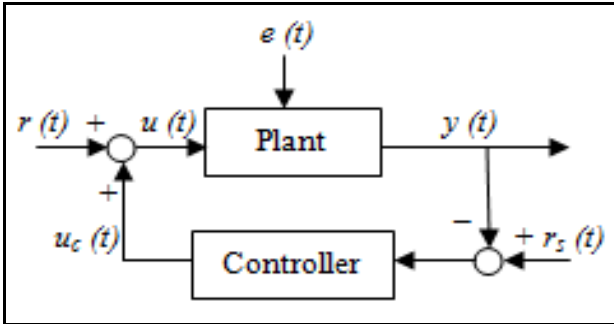 e (t)
r (t) + u (t) Plant y (t)
+
u_c (t) − + r_s (t)
Controller